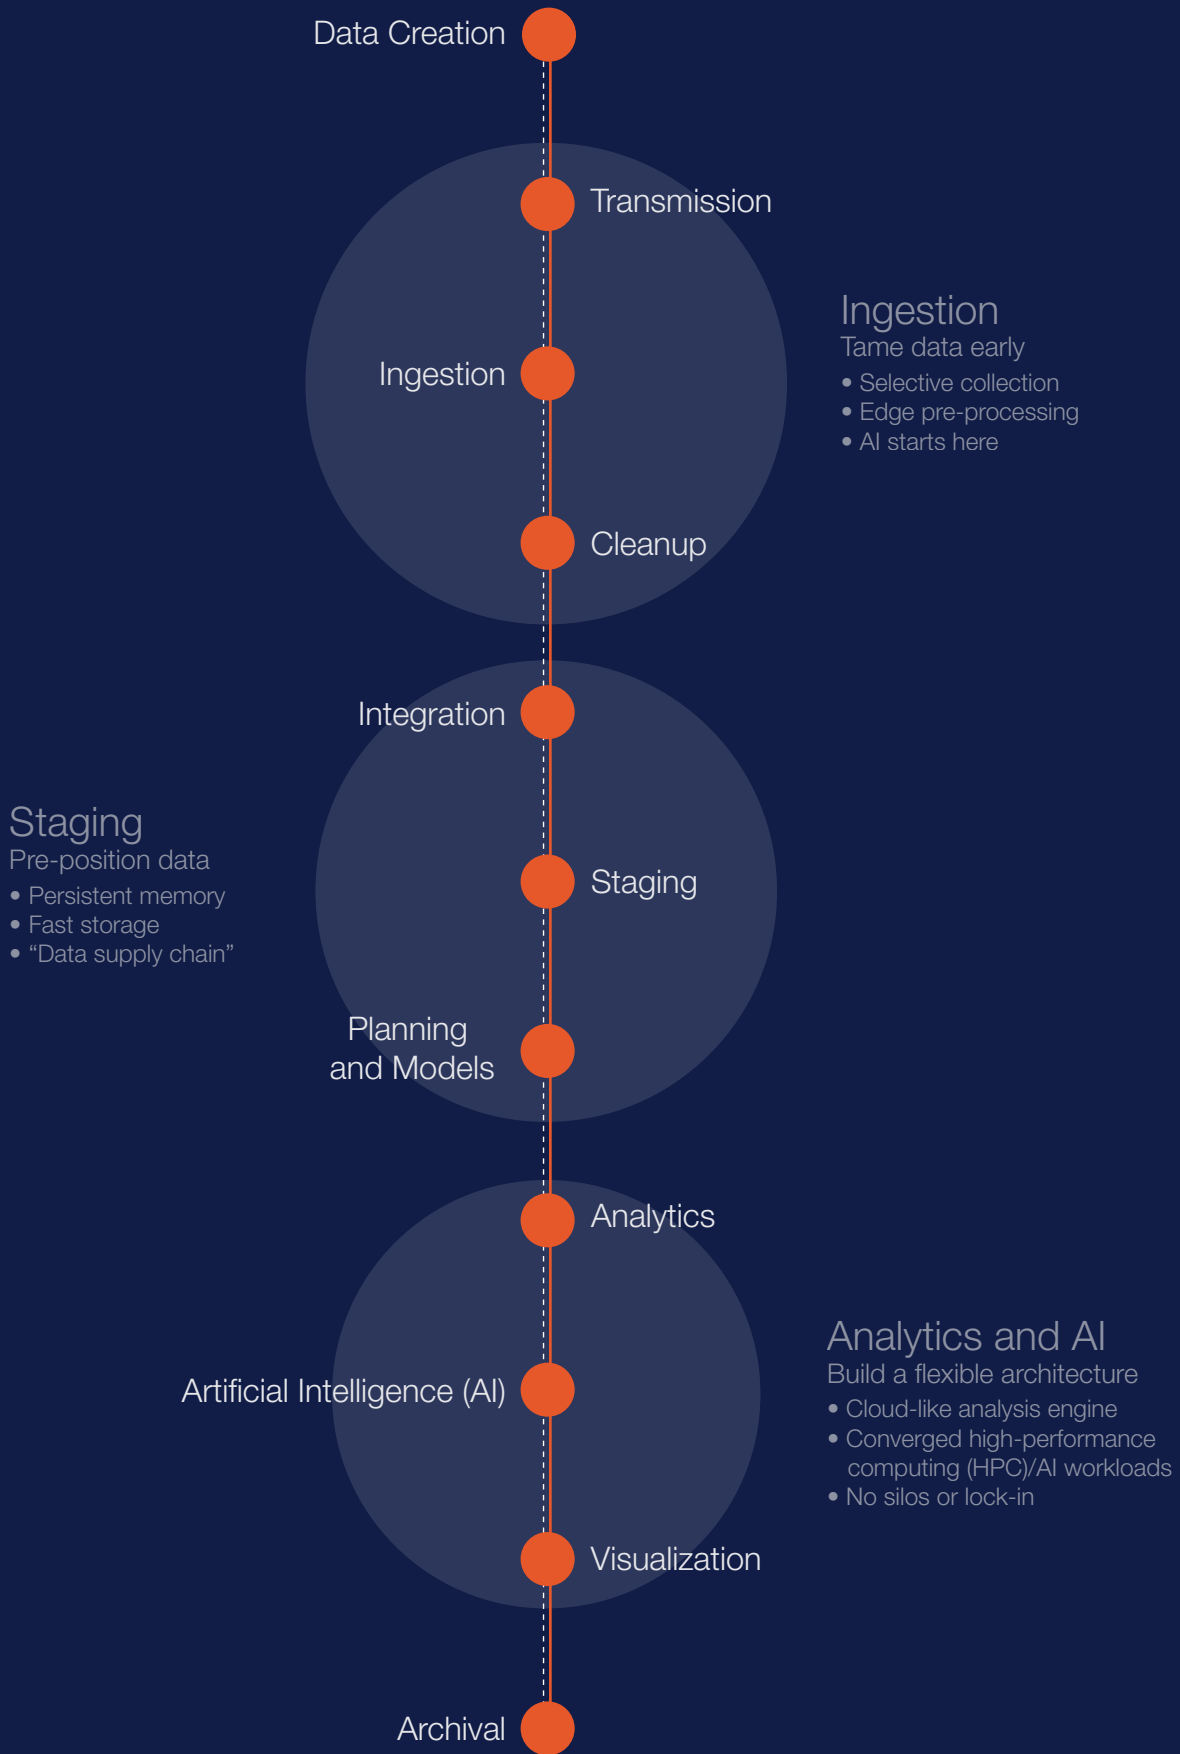 Data Creation
Transmission
Ingestion
Tame data early
• Selective collection
• Edge pre-processing
• AI starts here
Ingestion
Cleanup
Integration
Staging
Pre-position data
• Persistent memory
• Fast storage
• “Data supply chain”
Staging
Planning
and Models
Analytics
Analytics and AI
Build a flexible architecture
• Cloud-like analysis engine
• Converged high-performance
computing (HPC)/AI workloads
• No silos or lock-in
Artificial Intelligence (AI)
Visualization
Archival